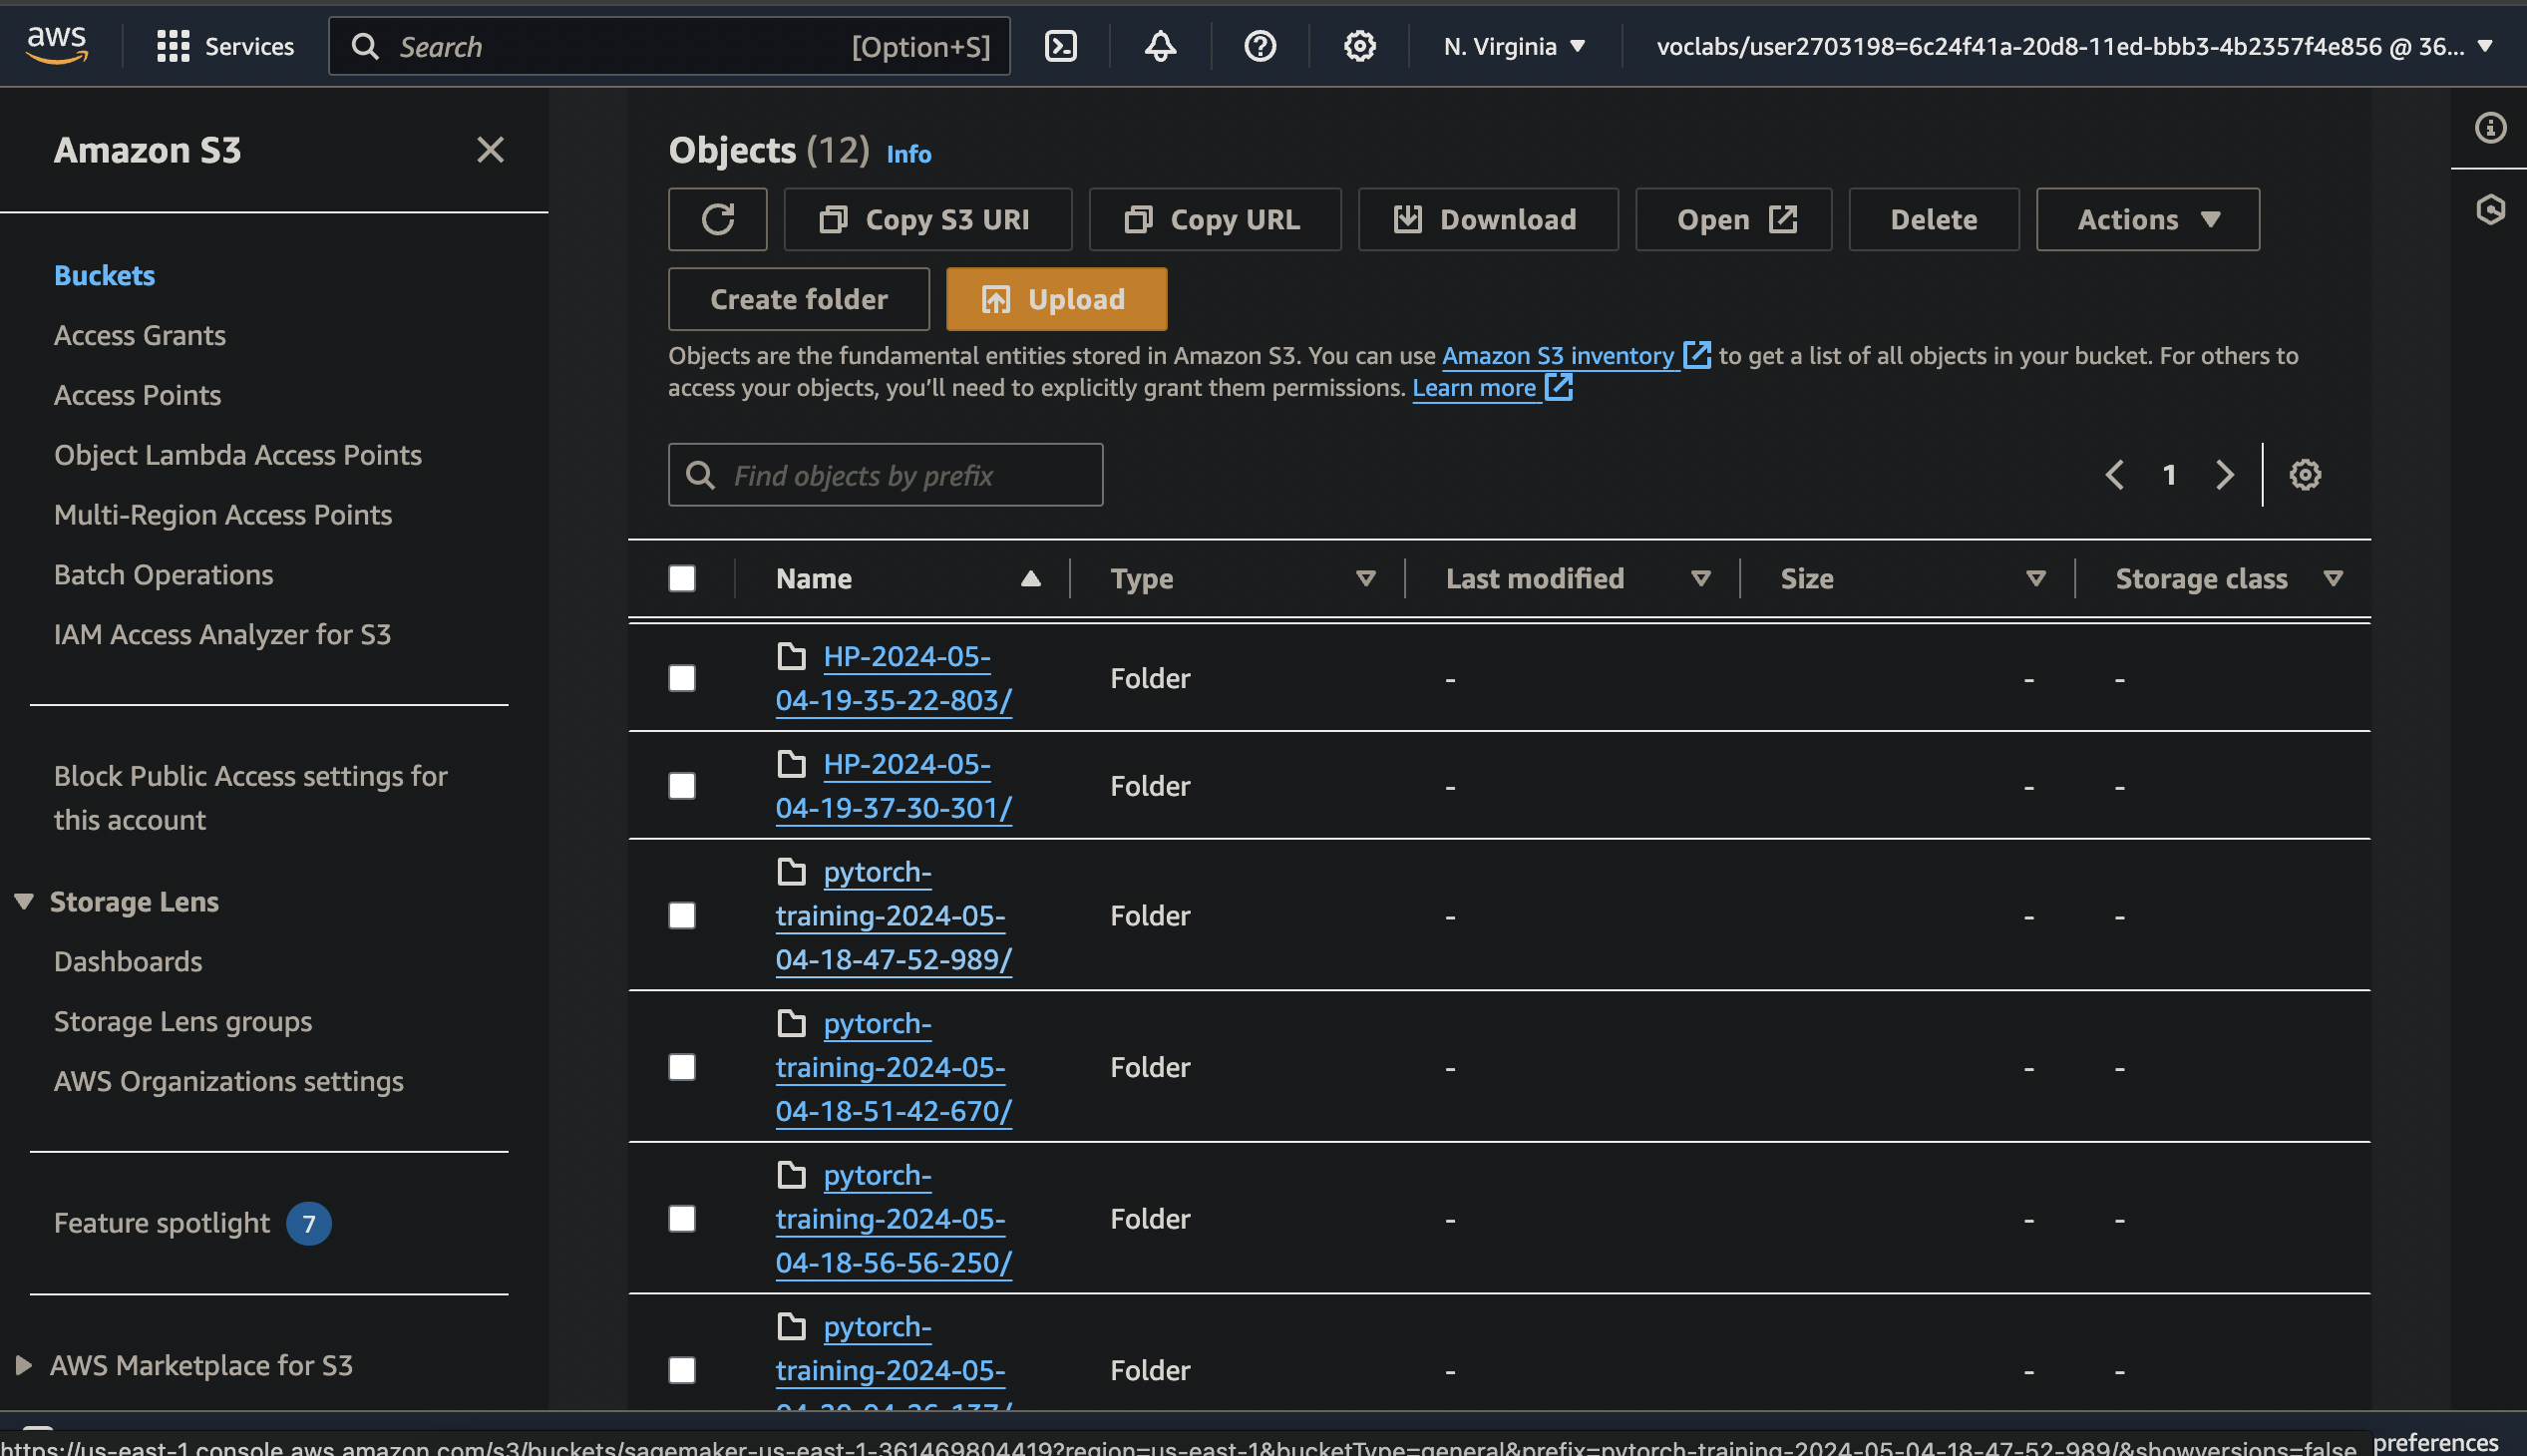 aws
Services
Search
[Option+S]
N. Virginia
voclabs/user2703198=6c24f41a-20d8-11ed-bbb3-4b2357f4e856 @ 36...
Amazon S3
Buckets
Access Grants
Access Points
Object Lambda Access Points
Multi-Region Access Points
Batch Operations
IAM Access Analyzer for S3
Block Public Access settings for
this account
Storage Lens
Dashboards
Storage Lens groups
AWS Organizations settings
Feature spotlight
7
AWS Marketplace for S3
Objects (12) Info
Copy S3 URI
Copy URL
Download
Open
Delete
Actions
Create folder
Upload
Objects are the fundamental entities stored in Amazon S3. You can use Amazon S3 inventory to get a list of all objects in your bucket. For others to
access your objects, you’ll need to explicitly grant them permissions. Learn more
Find objects by prefix
1
Name
Type
Last modified
Size
Storage class
HP-2024-05-
04-19-35-22-803/
Folder
-
-
-
HP-2024-05-
04-19-37-30-301/
Folder
-
-
-
pytorch-
training-2024-05-
04-18-47-52-989/
Folder
-
-
-
pytorch-
training-2024-05-
04-18-51-42-670/
Folder
-
-
-
pytorch-
training-2024-05-
04-18-56-56-250/
Folder
-
-
-
pytorch-
training-2024-05-
Folder
-
-
-
https://us-east-1.console.aws.amazon.com/s3/buckets/sagemaker-us-east-1-361469804419?region=us-east-1&bucketType=general&prefix=pytorch-training-2024-05-04-18-47-52-989/&showversions=false
preferences